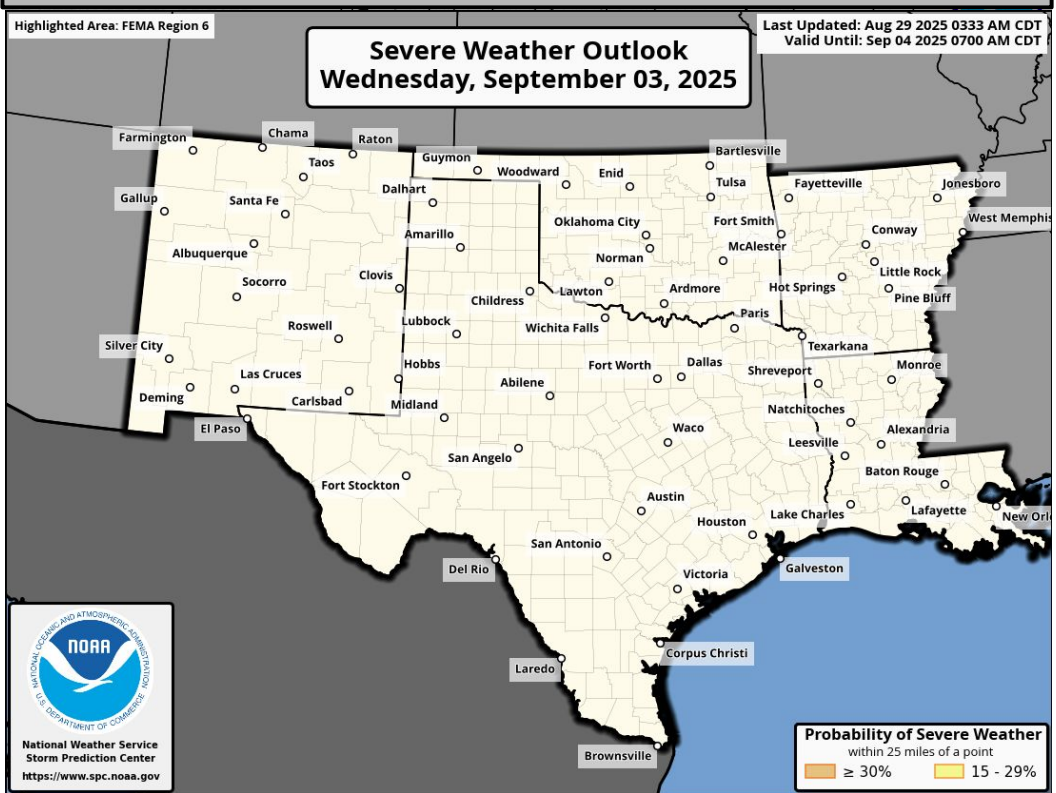 Highlighted Area: FEMA Region 6
Last Updated: Aug 29 2025 0333 AM CDT
Valid Until: Sep 04 2025 0700 AM CDT
Severe Weather Outlook
Wednesday, September 03, 2025
Farmington
Chama
Raton
Taos
Guymon
Woodward
Enid
Bartlesville
Tulsa
Fayetteville
Jonesboro
Gallup
Santa Fe
Dalhart
Oklahoma City
Fort Smith
West Memphis
Albuquerque
Amarillo
Norman
McAlester
Conway
Socorro
Clovis
Childress
Lawton
Ardmore
Hot Springs
Little Rock
Pine Bluff
Roswell
Lubbock
Wichita Falls
Paris
Texarkana
Silver City
Las Cruces
Hobbs
Abilene
Fort Worth
Dallas
Shreveport
Monroe
Deming
Carlsbad
Midland
Natchitoches
El Paso
San Angelo
Waco
Leesville
Alexandria
Fort Stockton
Baton Rouge
Austin
Houston
Lake Charles
Lafayette
New Orl
Del Rio
San Antonio
Victoria
Galveston
Laredo
Corpus Christi
Brownsville
NATIONAL OCEANIC AND ATMOSPHERIC ADMINISTRATION
NOAA
U.S. DEPARTMENT OF COMMERCE
National Weather Service
Storm Prediction Center
https://www.spc.noaa.gov
Probability of Severe Weather
within 25 miles of a point
≥ 30%
15 - 29%